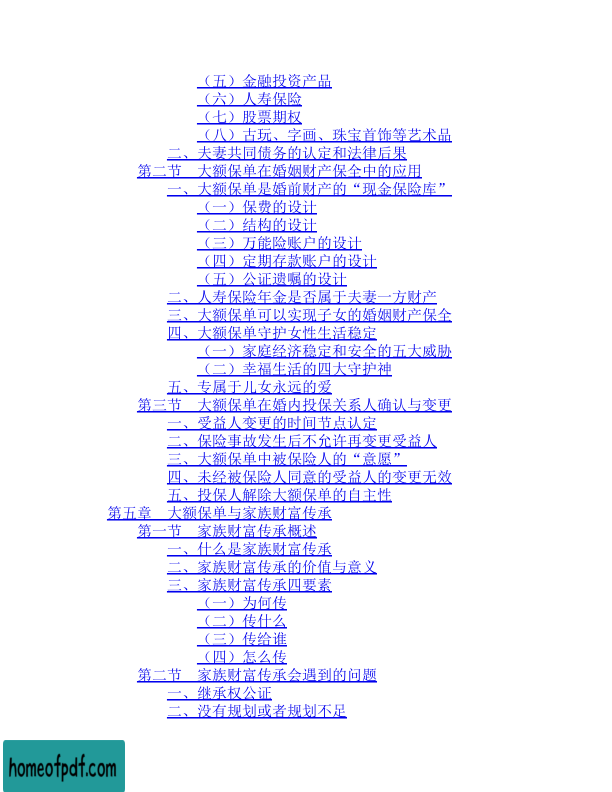 （五）金融投资产品
（六）人寿保险
（七）股票期权
（八）古玩、字画、珠宝首饰等艺术品
二、夫妻共同债务的认定和法律后果
第二节　大额保单在婚姻财产保全中的应用
一、大额保单是婚前财产的“现金保险库”
（一）保费的设计
（二）结构的设计
（三）万能险账户的设计
（四）定期存款账户的设计
（五）公证遗嘱的设计
二、人寿保险年金是否属于夫妻一方财产
三、大额保单可以实现子女的婚姻财产保全
四、大额保单守护女性生活稳定
（一）家庭经济稳定和安全的五大威胁
（二）幸福生活的四大守护神
五、专属于儿女永远的爱
第三节　大额保单在婚内投保关系人确认与变更
一、受益人变更的时间节点认定
二、保险事故发生后不允许再变更受益人
三、大额保单中被保险人的“意愿”
四、未经被保险人同意的受益人的变更无效
五、投保人解除大额保单的自主性
第五章　大额保单与家族财富传承
第一节　家族财富传承概述
一、什么是家族财富传承
二、家族财富传承的价值与意义
三、家族财富传承四要素
（一）为何传
（二）传什么
（三）传给谁
（四）怎么传
第二节　家族财富传承会遇到的问题
一、继承权公证
二、没有规划或者规划不足
homeofpdf.com